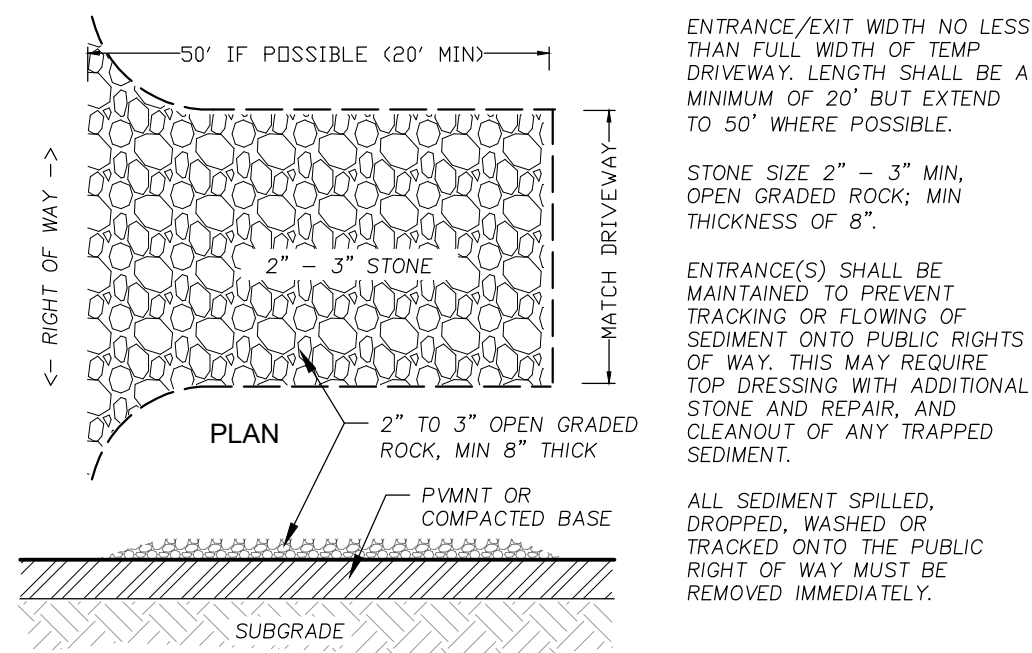 50' IF POSSIBLE (20' MIN)
<- RIGHT OF WAY ->
2" - 3" STONE
MATCH DRIVEWAY
PLAN
2" TO 3" OPEN GRADED
ROCK, MIN 8" THICK
PVMNT OR
COMPACTED BASE
SUBGRADE
ENTRANCE/EXIT WIDTH NO LESS
THAN FULL WIDTH OF TEMP
DRIVEWAY. LENGTH SHALL BE A
MINIMUM OF 20' BUT EXTEND
TO 50' WHERE POSSIBLE.
STONE SIZE 2" – 3" MIN,
OPEN GRADED ROCK; MIN
THICKNESS OF 8".
ENTRANCE(S) SHALL BE
MAINTAINED TO PREVENT
TRACKING OR FLOWING OF
SEDIMENT ONTO PUBLIC RIGHTS
OF WAY. THIS MAY REQUIRE
TOP DRESSING WITH ADDITIONAL
STONE AND REPAIR, AND
CLEANOUT OF ANY TRAPPED
SEDIMENT.
ALL SEDIMENT SPILLED,
DROPPED, WASHED OR
TRACKED ONTO THE PUBLIC
RIGHT OF WAY MUST BE
REMOVED IMMEDIATELY.